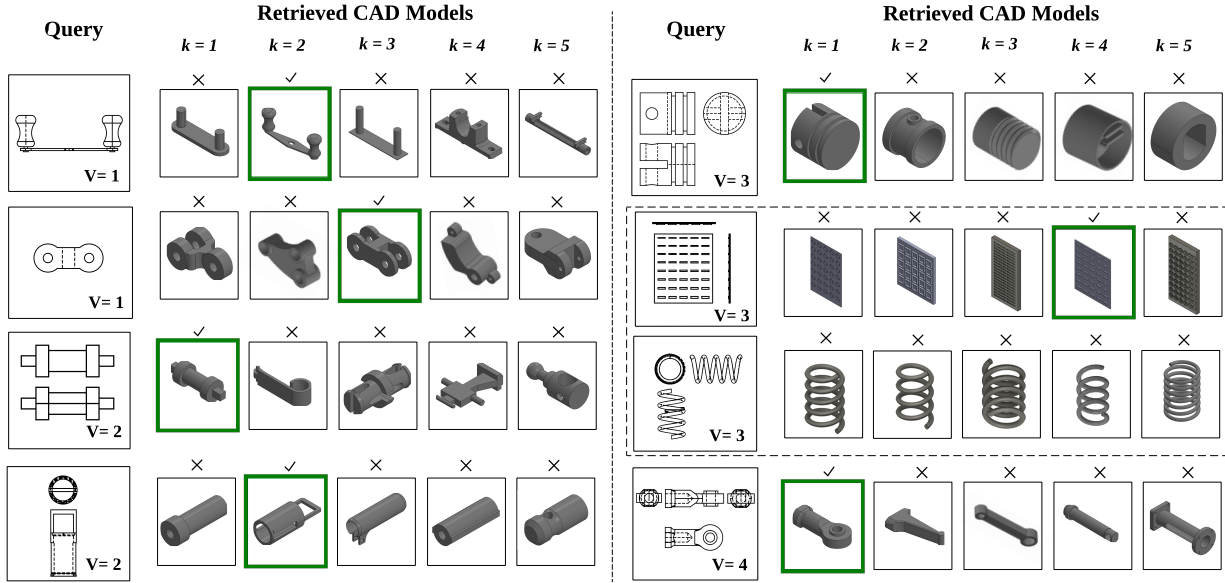 Query
Retrieved CAD Models
k = 1 k = 2 k = 3 k = 4 k = 5
V= 1
V= 1
V= 2
V= 2
Query
Retrieved CAD Models
k = 1 k = 2 k = 3 k = 4 k = 5
V= 3
V= 3
V= 3
V= 4